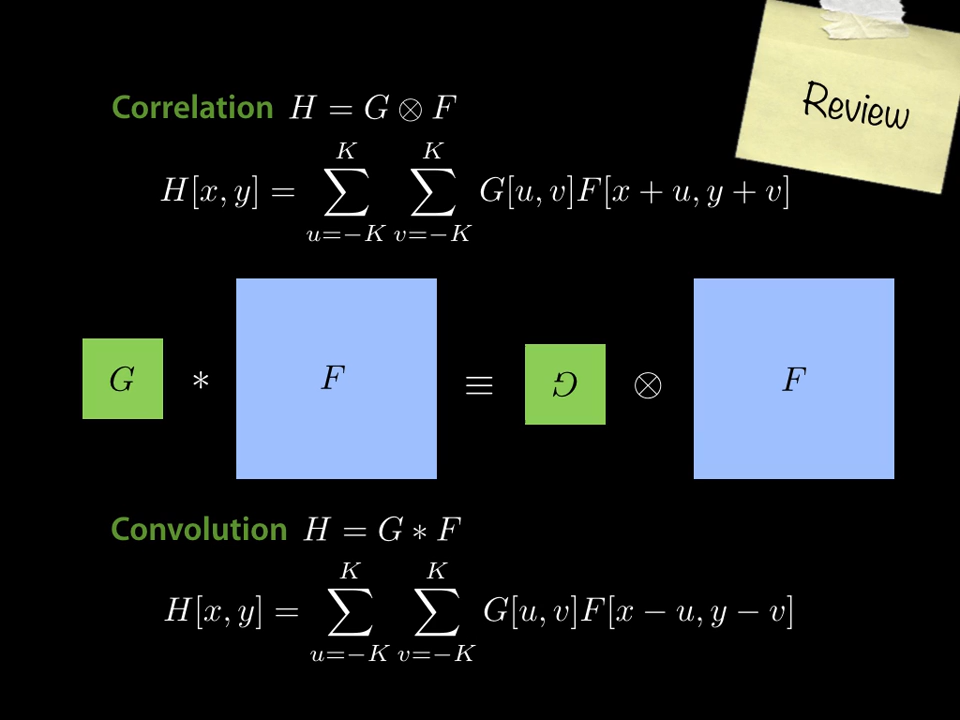 Review
Correlation H = G ⊗ F
H[x, y] = ∑_{u=−K}^{K} ∑_{v=−K}^{K} G[u, v]F[x + u, y + v]
G * F ≡ G ⊗ F
Convolution H = G ∗ F
H[x, y] = ∑_{u=−K}^{K} ∑_{v=−K}^{K} G[u, v]F[x − u, y − v]